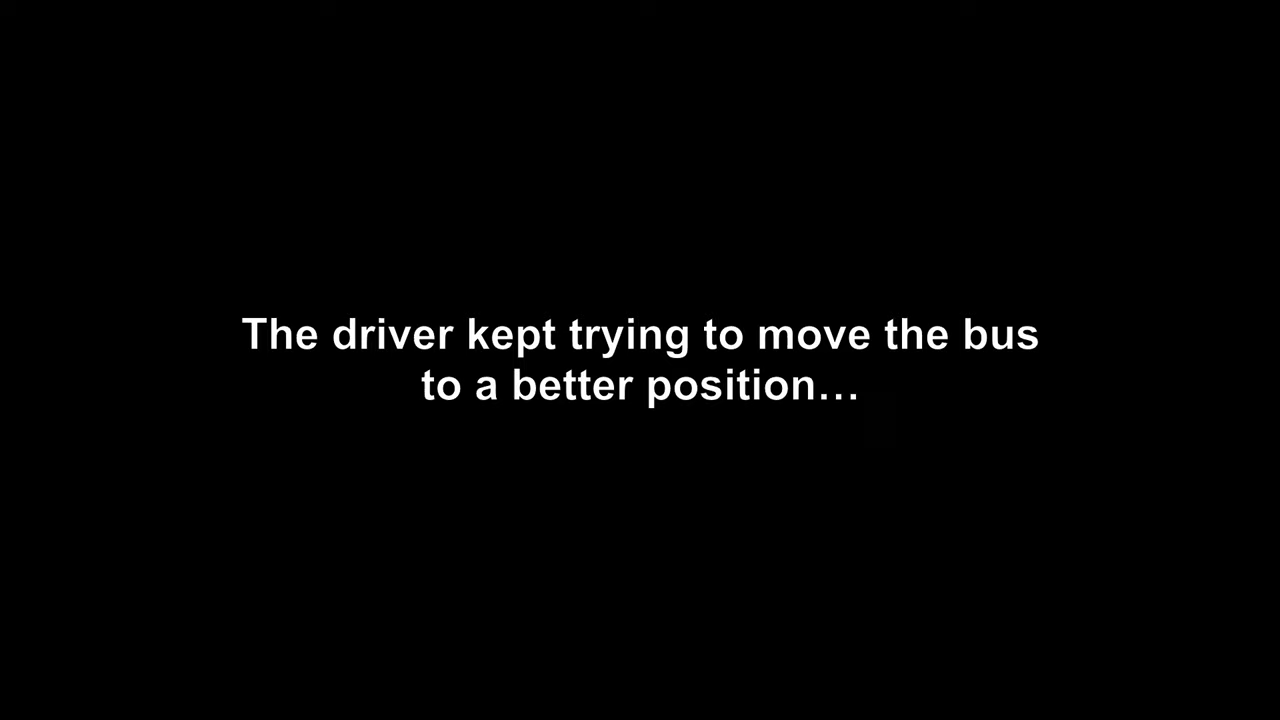 The driver kept trying to move the bus
to a better position…